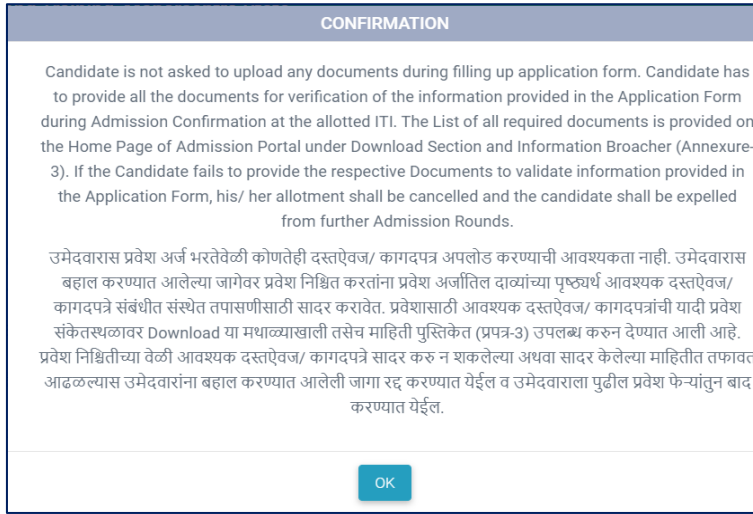 CONFIRMATION
Candidate is not asked to upload any documents during filling up application form. Candidate has
to provide all the documents for verification of the information provided in the Application Form
during Admission Confirmation at the allotted ITI. The List of all required documents is provided on
the Home Page of Admission Portal under Download Section and Information Broacher (Annexure-
3). If the Candidate fails to provide the respective Documents to validate information provided in
the Application Form, his/ her allotment shall be cancelled and the candidate shall be expelled
from further Admission Rounds.
उमेदवारास प्रवेश अर्ज भरतेवेळी कोणतेही दस्तऐवज/ कागदपत्र अपलोड करण्याची आवश्यकता नाही. उमेदवारास
बहाल करण्यात आलेल्या जागेवर प्रवेश निश्चित करतांना प्रवेश अर्जातिल दाव्यांच्या पृष्ठ्यर्थ आवश्यक दस्तऐवज/
कागदपत्रे संबंधीत संस्थेत तपासणीसाठी सादर करावेत. प्रवेशासाठी आवश्यक दस्तऐवज/ कागदपत्रांची यादी प्रवेश
संकेतस्थळावर Download या मथाळ्याखाली तसेच माहिती पुस्तिकेत (प्रपत्र-3) उपलब्ध करुन देण्यात आली आहे.
प्रवेश निश्चितीच्या वेळी आवश्यक दस्तऐवज/ कागदपत्रे सादर करु न शकलेल्या अथवा सादर केलेल्या माहितीत तफावत
आढळल्यास उमेदवारांना बहाल करण्यात आलेली जागा रद्द करण्यात येईल व उमेदवाराला पुढील प्रवेश फेऱ्यांतुन बाद
करण्यात येईल.
OK